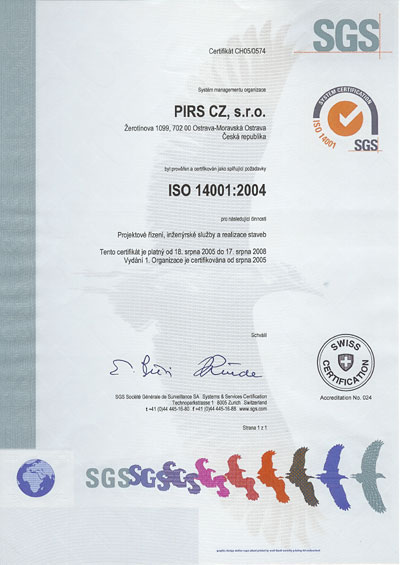 SGS
Certifikát CH05/0574
Systém managementu organizace
PIRS CZ, s.r.o.
Žerotínova 1099, 702 00 Ostrava-Moravská Ostrava
Česká republika
SYSTEM CERTIFICATION
ISO 14001
SGS
byl prověřen a certifikován jako splňující požadavky
ISO 14001:2004
pro následující činnosti
Projektové řízení, inženýrské služby a realizace staveb
Tento certifikát je platný od 18. srpna 2005 do 17. srpna 2008
Vydání 1. Organizace je certifikována od srpna 2005
Schválil
SWISS CERTIFICATION
Accreditation No. 024
SGS Société Générale de Surveillance SA Systems & Services Certification
Technoparkstrasse 1 8005 Zurich Switzerland
t +41 (0)44 445-16-80 f +41 (0)44 445-16-88 www.sgs.com
Strana 1 z 1
SGS SGS SGS SGS